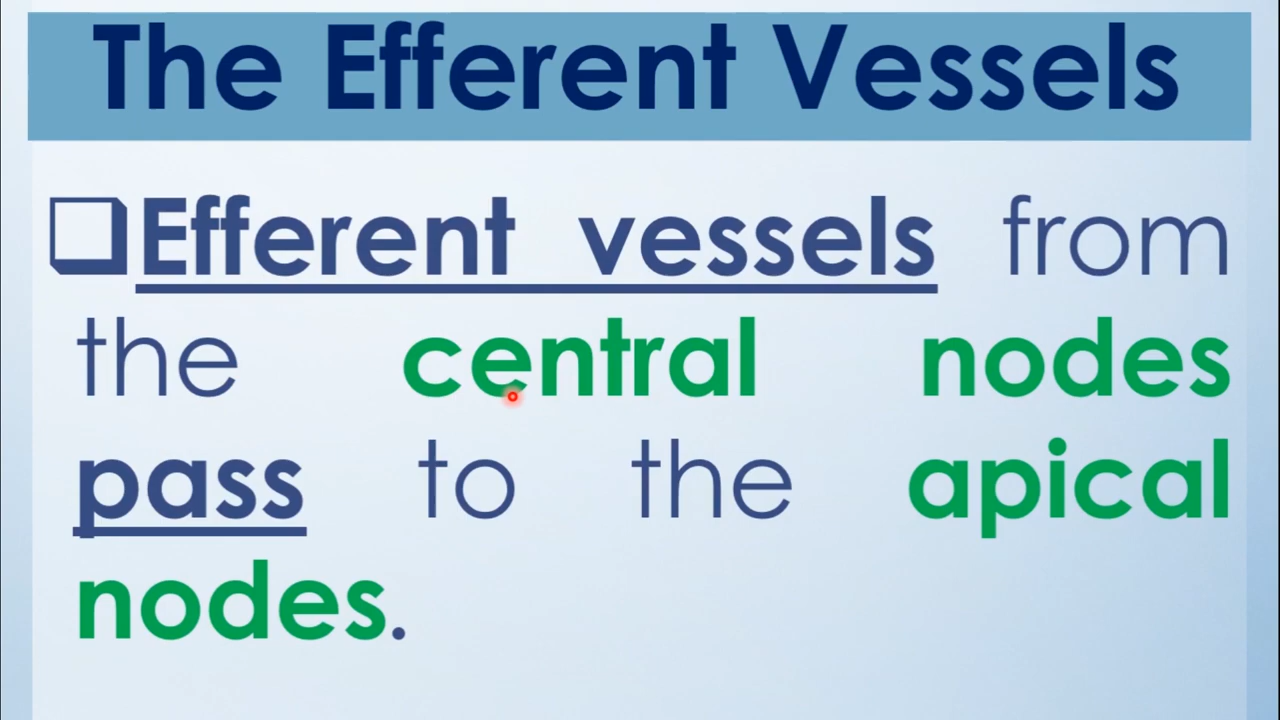 The Efferent Vessels
❑Efferent vessels from
the central nodes
pass to the apical
nodes.